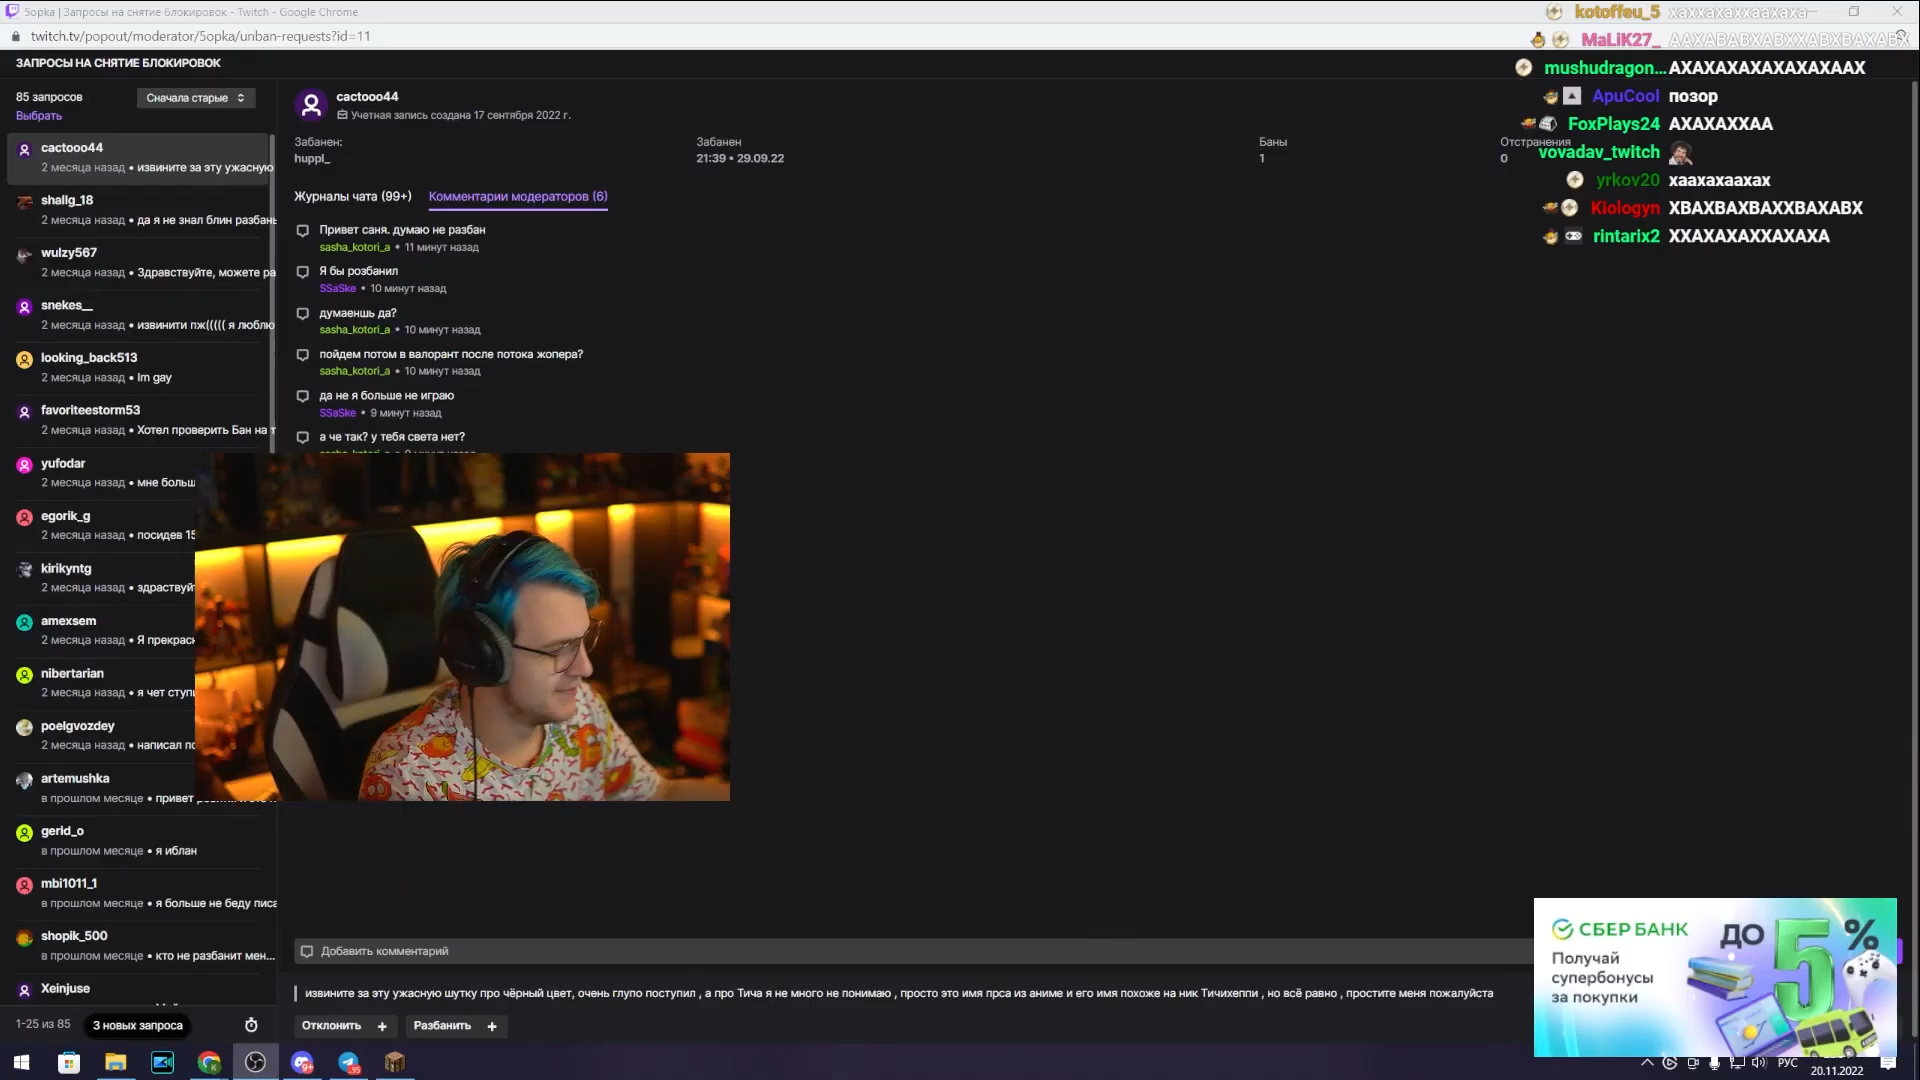 5opka | Запросы на снятие блокировок - Twitch - Google Chrome
twitch.tv/popout/moderator/5opka/unban-requests?id=11
ЗАПРОСЫ НА СНЯТИЕ БЛОКИРОВОК
85 запросов
Сначала старые
Выбрать
cactooo44
2 месяца назад • извините за эту ужасную
shallg_18
2 месяца назад • да я не знал блин разбань
wulzy567
2 месяца назад • Здравствуйте, можете ра
snekes__
2 месяца назад • извинити пж((((( я люблю
looking_back513
2 месяца назад • Im gay
favoriteestorm53
2 месяца назад • Хотел проверить Бан на т
yufodar
2 месяца назад • мне больш
egorik_g
2 месяца назад • посидев 15
kirikyntg
2 месяца назад • здраствуй
amexsem
2 месяца назад • Я прекрас
nibertarian
2 месяца назад • я чет ступи
poelgvozdey
2 месяца назад • написал по
artemushka
в прошлом месяце • привет
gerid_o
в прошлом месяце • я иблан
mbi1011_1
в прошлом месяце • я больше не беду писа
shopik_500
в прошлом месяце • кто не разбанит мен...
Xeinjuse
1-25 из 85
3 новых запроса
cactooo44
Учетная запись создана 17 сентября 2022 г.
Забанен:
huppl_
Забанен
21:39 • 29.09.22
Баны
1
Отстранения
0
Журналы чата (99+)
Комментарии модераторов (6)
Привет саня. думаю не разбан
sasha_kotori_a • 11 минут назад
Я бы розбанил
SSaSke • 10 минут назад
думаешь да?
sasha_kotori_a • 10 минут назад
пойдем потом в валорант после потока жопера?
sasha_kotori_a • 10 минут назад
да не я больше не играю
SSaSke • 9 минут назад
а че так? у тебя света нет?
Добавить комментарий
извините за эту ужасную шутку про чёрный цвет, очень глупо поступил , а про Тича я не много не понимаю , просто это имя прса из аниме и его имя похоже на ник Тичихеппи , но всё равно , простите меня пожалуйста
Отклонить +
Разбанить +
kotoffeu_5 хаххахаххаахаха
MaLiK27_
mushudragon... АХАХАХАХАХАХАХААХ
ApuCool позор
FoxPlays24 АХАХАХХАА
vovadav_twitch
yrkov20 хаахахаахах
Klologyn ХВАХВАХВАХХВАХАВХ
rintarix2 ХХАХАХАХХАХАХА
СБЕР БАНК
ДО 5%
Получай
супербонусы
за покупки
9+
95
РУС
20.11.2022